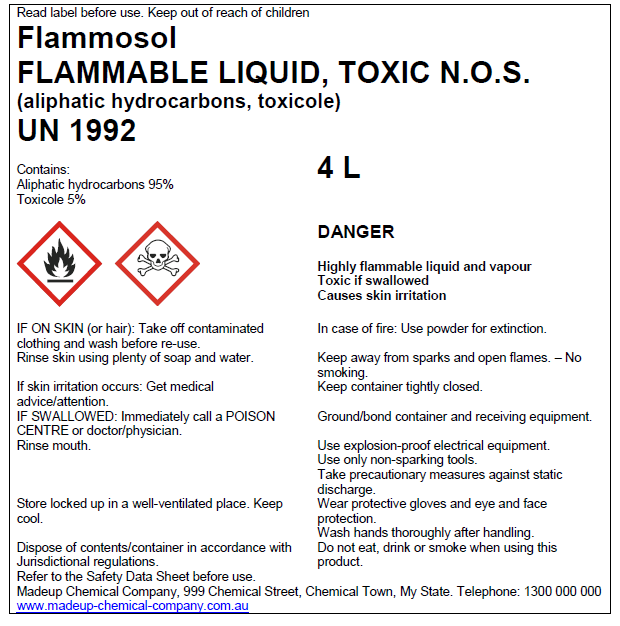 Read label before use. Keep out of reach of children
Flammosol
FLAMMABLE LIQUID, TOXIC N.O.S.
(aliphatic hydrocarbons, toxicole)
UN 1992
Contains:
Aliphatic hydrocarbons 95%
Toxicole 5%
4 L
DANGER
Highly flammable liquid and vapour
Toxic if swallowed
Causes skin irritation
IF ON SKIN (or hair): Take off contaminated
clothing and wash before re-use.
Rinse skin using plenty of soap and water.
If skin irritation occurs: Get medical
advice/attention.
IF SWALLOWED: Immediately call a POISON
CENTRE or doctor/physician.
Rinse mouth.
Store locked up in a well-ventilated place. Keep
cool.
Dispose of contents/container in accordance with
Jurisdictional regulations.
Refer to the Safety Data Sheet before use.
In case of fire: Use powder for extinction.
Keep away from sparks and open flames. – No
smoking.
Keep container tightly closed.
Ground/bond container and receiving equipment.
Use explosion-proof electrical equipment.
Use only non-sparking tools.
Take precautionary measures against static
discharge.
Wear protective gloves and eye and face
protection.
Wash hands thoroughly after handling.
Do not eat, drink or smoke when using this
product.
Madeup Chemical Company, 999 Chemical Street, Chemical Town, My State. Telephone: 1300 000 000
www.madeup-chemical-company.com.au